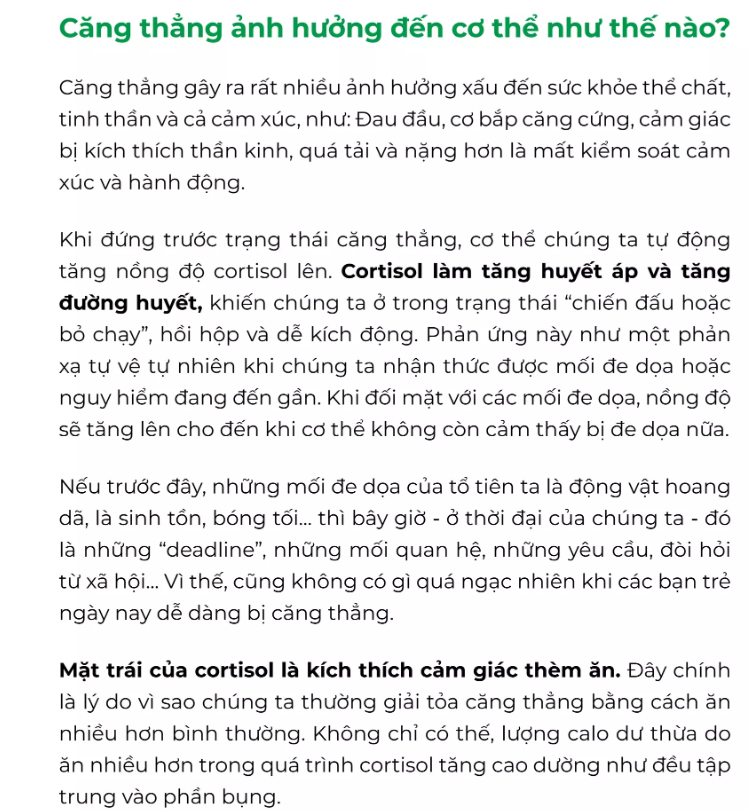 Căng thẳng ảnh hưởng đến cơ thể như thế nào?
Căng thẳng gây ra rất nhiều ảnh hưởng xấu đến sức khỏe thể chất,
tinh thần và cả cảm xúc, như: Đau đầu, cơ bắp căng cứng, cảm giác
bị kích thích thần kinh, quá tải và nặng hơn là mất kiểm soát cảm
xúc và hành động.
Khi đứng trước trạng thái căng thẳng, cơ thể chúng ta tự động
tăng nồng độ cortisol lên. Cortisol làm tăng huyết áp và tăng
đường huyết, khiến chúng ta ở trong trạng thái “chiến đấu hoặc
bỏ chạy”, hồi hộp và dễ kích động. Phản ứng này như một phản
xạ tự vệ tự nhiên khi chúng ta nhận thức được mối đe dọa hoặc
nguy hiểm đang đến gần. Khi đối mặt với các mối đe dọa, nồng độ
sẽ tăng lên cho đến khi cơ thể không còn cảm thấy bị đe dọa nữa.
Nếu trước đây, những mối đe dọa của tổ tiên ta là động vật hoang
dã, là sinh tồn, bóng tối... thì bây giờ - ở thời đại của chúng ta - đó
là những “deadline”, những mối quan hệ, những yêu cầu, đòi hỏi
từ xã hội... Vì thế, cũng không có gì quá ngạc nhiên khi các bạn trẻ
ngày nay dễ dàng bị căng thẳng.
Mặt trái của cortisol là kích thích cảm giác thèm ăn. Đây chính
là lý do vì sao chúng ta thường giải tỏa căng thẳng bằng cách ăn
nhiều hơn bình thường. Không chỉ có thế, lượng calo dư thừa do
ăn nhiều hơn trong quá trình cortisol tăng cao dường như đều tập
trung vào phần bụng.